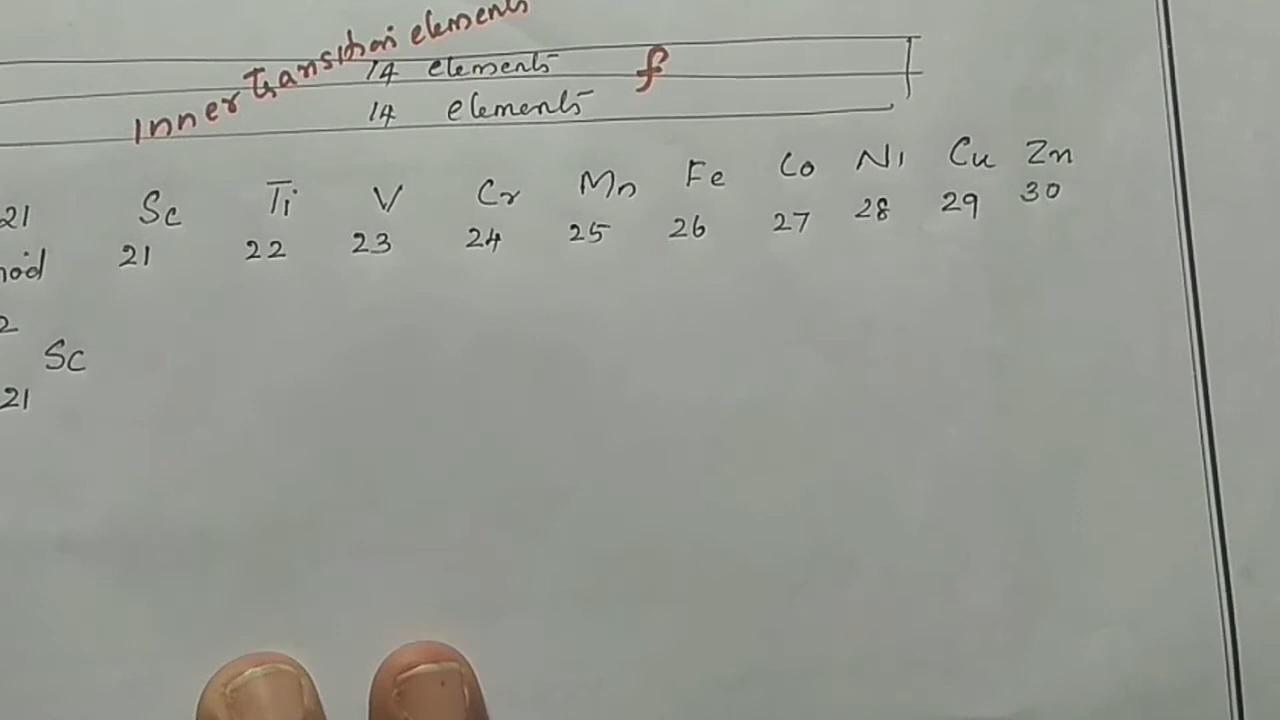 Inner transition elements
14 elements f
14 elements
21 Sc Ti V Cr Mn Fe Co Ni Cu Zn
21 22 23 24 25 26 27 28 29 30
2
Sc
21